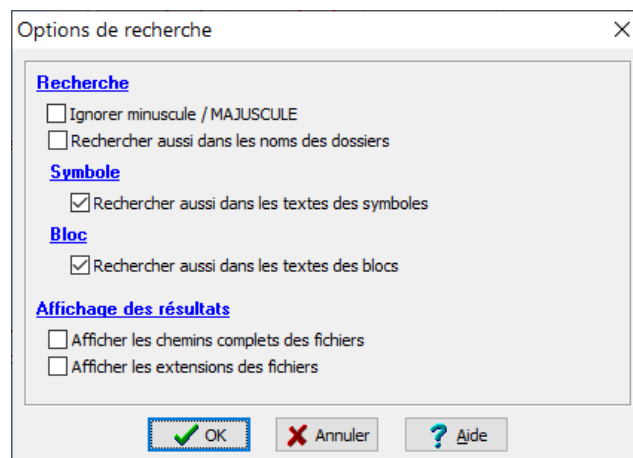 Options de recherche
Recherche
Ignorer minuscule / MAJUSCULE
Rechercher aussi dans les noms des dossiers
Symbole
Rechercher aussi dans les textes des symboles
Bloc
Rechercher aussi dans les textes des blocs
Affichage des résultats
Afficher les chemins complets des fichiers
Afficher les extensions des fichiers
OK Annuler Aide